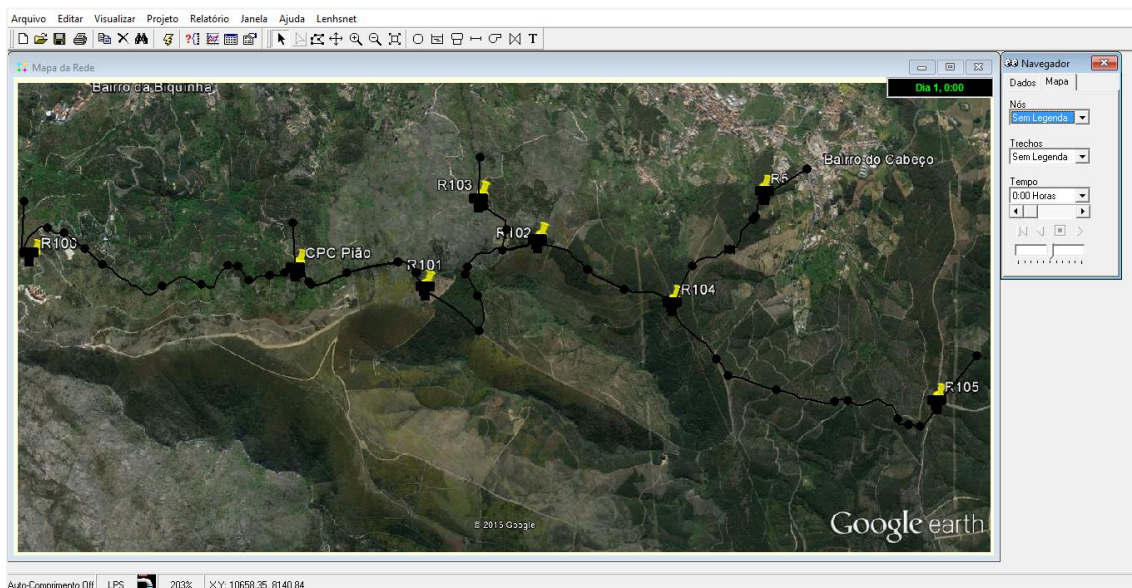 Arquivo Editar Visualizar Projeto Relatório Janela Ajuda Lenhsnet
T
Mapa da Rede
Navegador
Dados Mapa
Nós
Sem Legenda
Trechos
Sem Legenda
Tempo
0:00 Horas
Dia 1, 0:00
Bairro da Biquinha
Bairro do Cabeço
R103
R5
R102
R100
CPC Pião
R101
R104
R105
© 2015 Google
Google earth
Auto-Comprimento Off LPS 203% X,Y: 10658.35, 8140.84